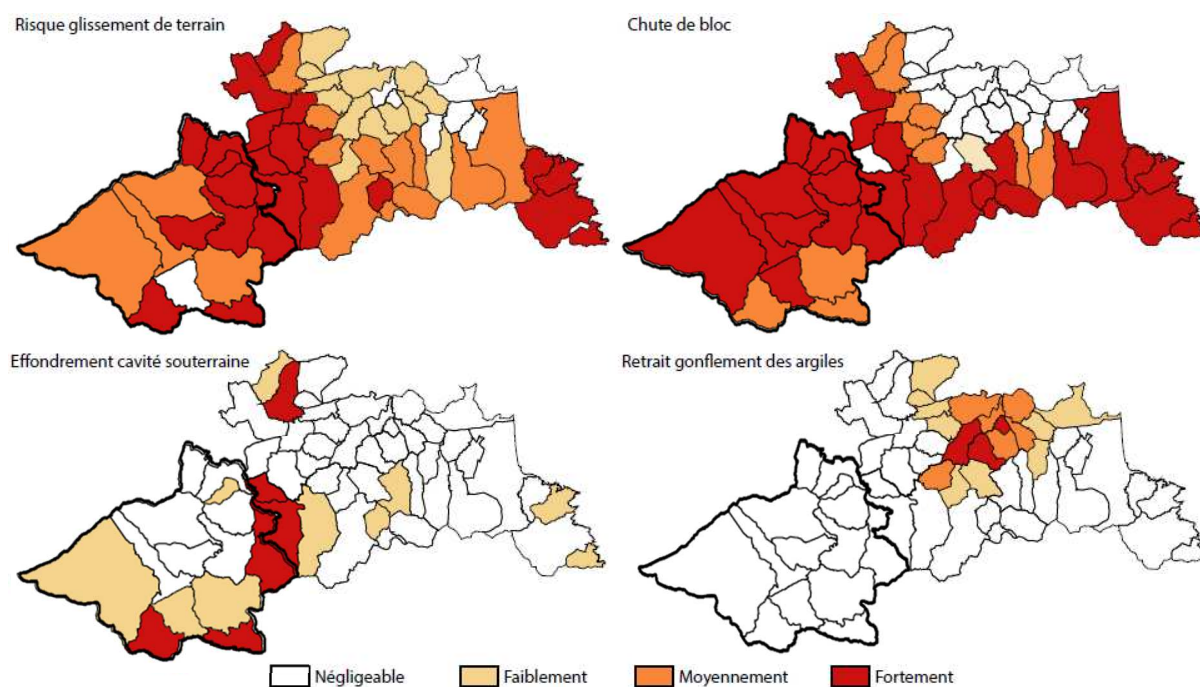 Risque glissement de terrain
Chute de bloc
Effondrement cavité souterraine
Retrait gonflement des argiles
Négligeable
Faiblement
Moyennement
Fortement